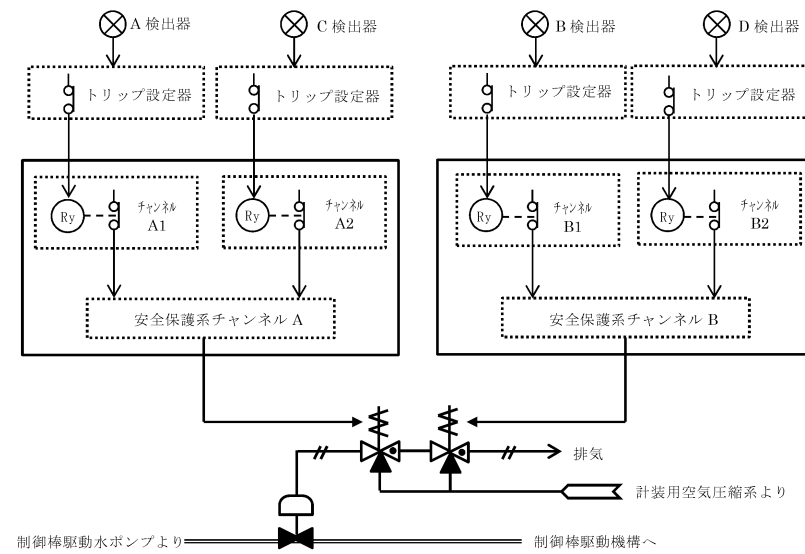 A 検出器
C 検出器
B 検出器
D 検出器
トリップ設定器
トリップ設定器
トリップ設定器
トリップ設定器
Ry
チャンネル
A1
Ry
チャンネル
A2
Ry
チャンネル
B1
Ry
チャンネル
B2
安全保護系チャンネル A
安全保護系チャンネル B
排気
計装用空気圧縮系より
制御棒駆動水ポンプより
制御棒駆動機構へ